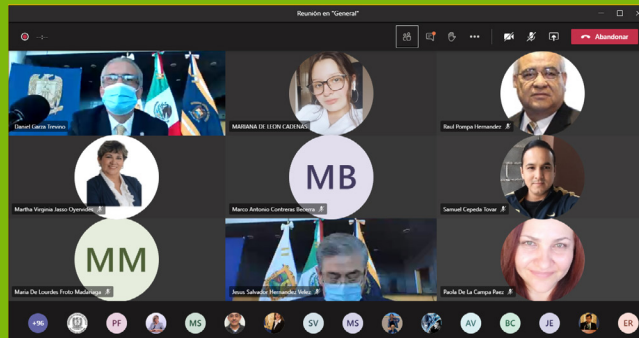 Reunión en "General"
--:--
Abandonar
Daniel Garza Treviño
MARIANA DE LEON CADENAS
Raul Pompa Hernandez
MB
Martha Virginia Jasso Oyervides
Marco Antonio Contreras Becerra
Samuel Cepeda Tovar
MM
Maria De Lourdes Froto Madariaga
Jesus Salvador Hernandez Velez
Paula De La Campa Paez
+96
PF
MS
SV
MS
AV
BC
JE
ER